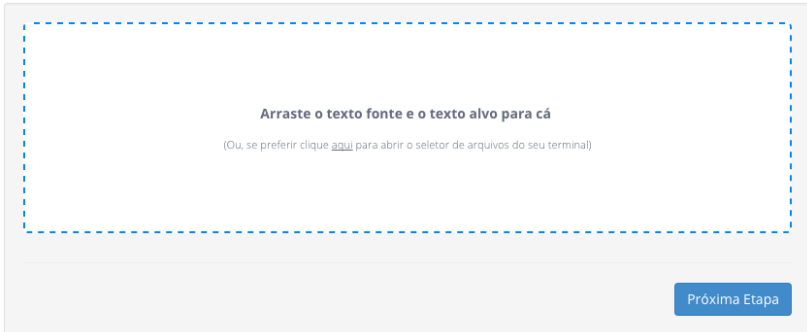 Arraste o texto fonte e o texto alvo para cá
(Ou, se preferir clique aqui para abrir o seletor de arquivos do seu terminal)
Próxima Etapa